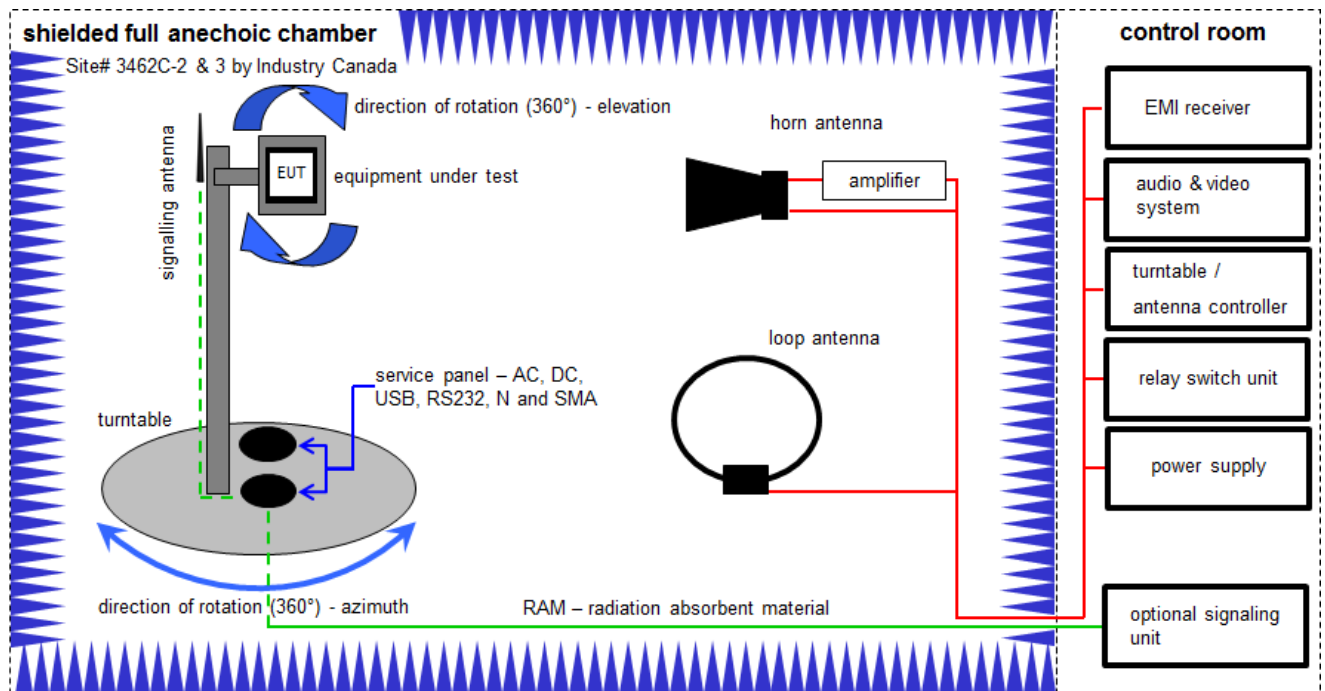 shielded full anechoic chamber
Site# 3462C-2 & 3 by Industry Canada
direction of rotation (360°) - elevation
signalling antenna
EUT
equipment under test
horn antenna
amplifier
loop antenna
service panel – AC, DC,
USB, RS232, N and SMA
turntable
direction of rotation (360°) - azimuth
RAM – radiation absorbent material
control room
EMI receiver
audio & video
system
turntable /
antenna controller
relay switch unit
power supply
optional signaling
unit